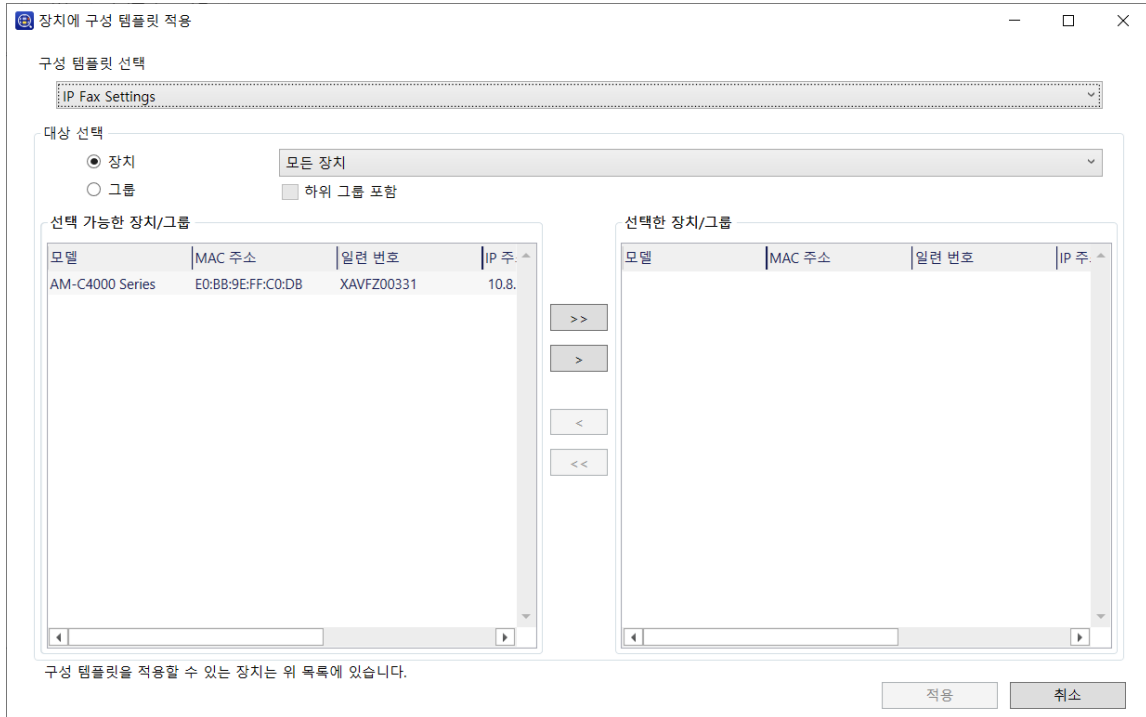 장치에 구성 템플릿 적용
구성 템플릿 선택
IP Fax Settings
대상 선택
장치
모든 장치
그룹
하위 그룹 포함
선택 가능한 장치/그룹
모델 MAC 주소 일련 번호 IP 주
AM-C4000 Series E0:BB:9E:FF:C0:DB XAVFZ00331 10.8.
>>
>
<
<<
선택한 장치/그룹
모델 MAC 주소 일련 번호 IP 주
구성 템플릿을 적용할 수 있는 장치는 위 목록에 있습니다.
적용 취소